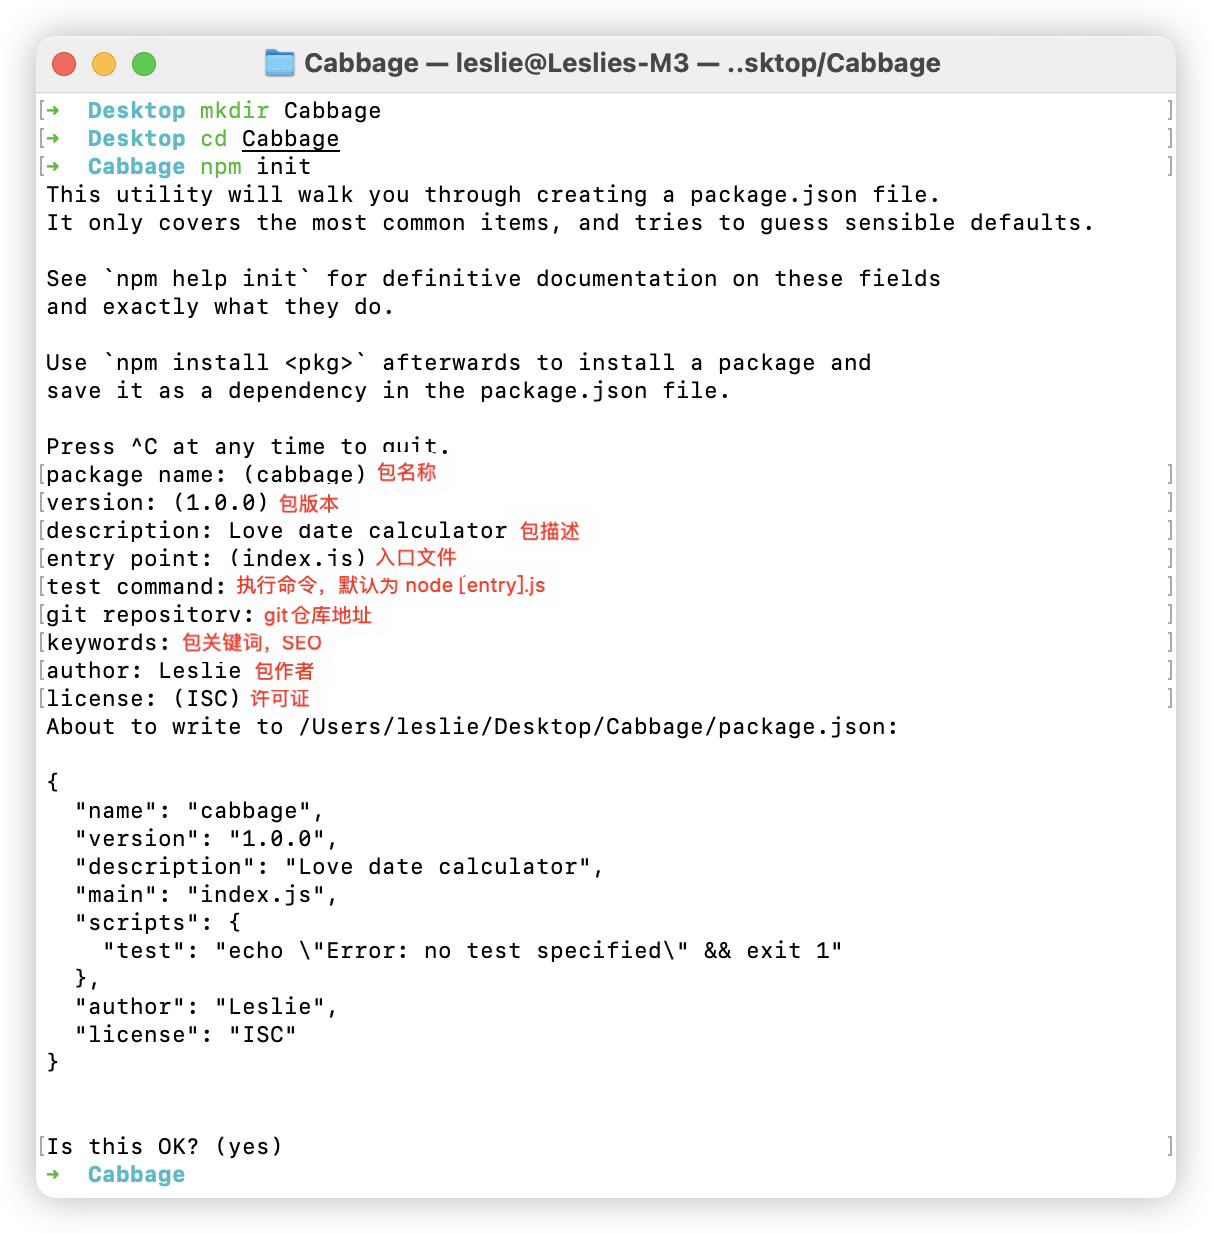 Cabbage — leslie@Leslies-M3 — ..sktop/Cabbage
[➜  Desktop mkdir Cabbage ]
[➜  Desktop cd Cabbage ]
[➜  Cabbage npm init ]
This utility will walk you through creating a package.json file.
It only covers the most common items, and tries to guess sensible defaults.
See `npm help init` for definitive documentation on these fields
and exactly what they do.
Use `npm install <pkg>` afterwards to install a package and
save it as a dependency in the package.json file.
Press ^C at any time to quit.
[package name: (cabbage) 包名称 ]
[version: (1.0.0) 包版本 ]
[description: Love date calculator 包描述 ]
[entry point: (index.js) 入口文件 ]
[test command: 执行命令，默认为 node [entry].js ]
[git repository: git仓库地址 ]
[keywords: 包关键词，SEO ]
[author: Leslie 包作者 ]
[license: (ISC) 许可证 ]
About to write to /Users/leslie/Desktop/Cabbage/package.json:
{
  "name": "cabbage",
  "version": "1.0.0",
  "description": "Love date calculator",
  "main": "index.js",
  "scripts": {
    "test": "echo \"Error: no test specified\" && exit 1"
  },
  "author": "Leslie",
  "license": "ISC"
}
[Is this OK? (yes) ]
➜  Cabbage